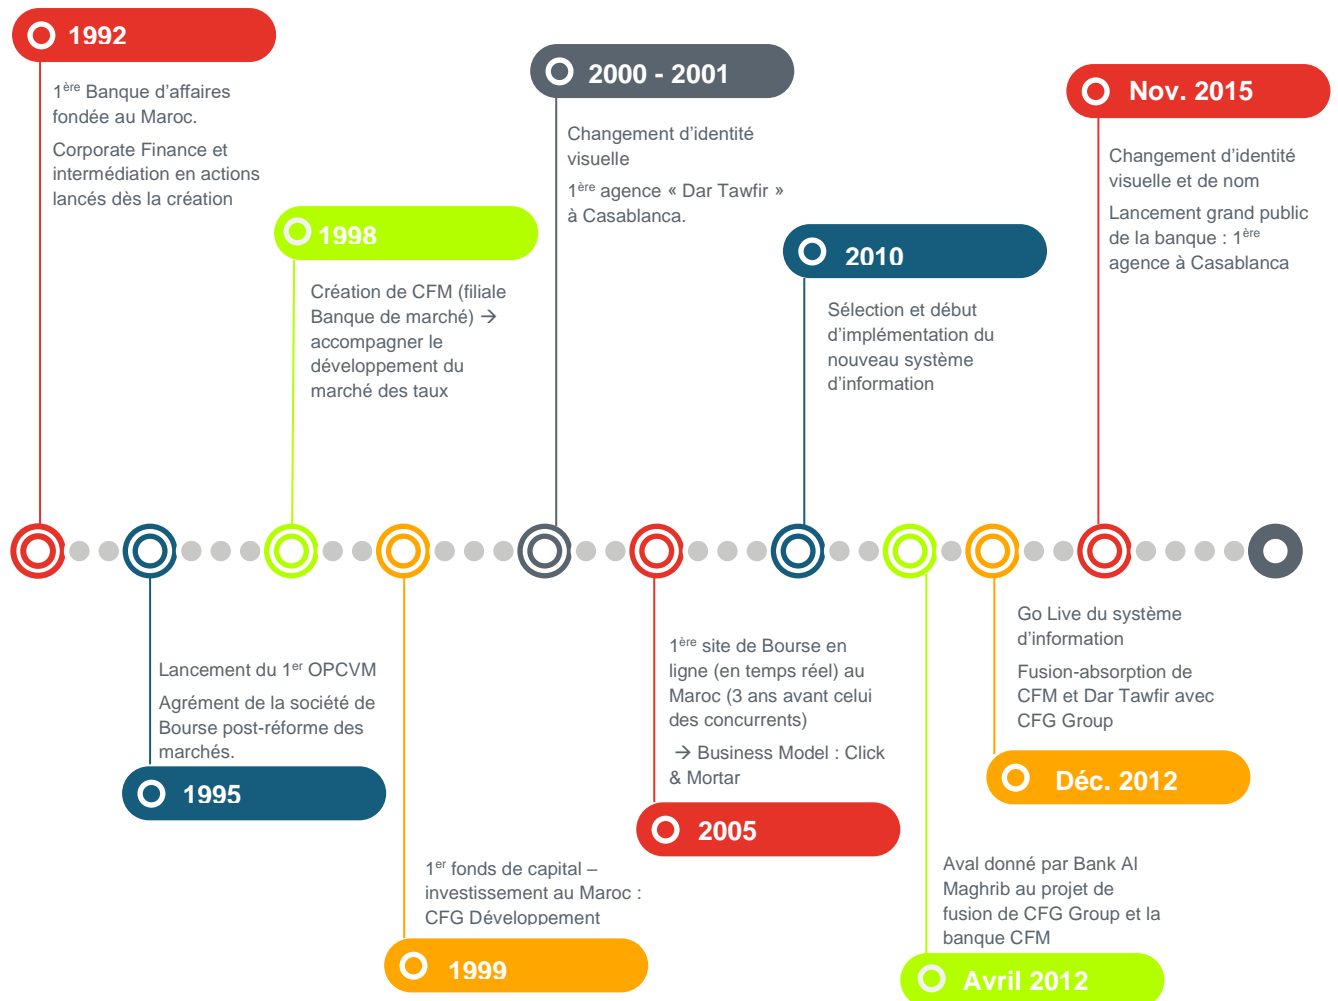 1992
1ère Banque d’affaires
fondée au Maroc.
Corporate Finance et
intermédiation en actions
lancés dès la création
1998
Création de CFM (filiale
Banque de marché) →
accompagner le
développement du
marché des taux
2000 - 2001
Changement d’identité
visuelle
1ère agence « Dar Tawfir »
à Casablanca.
2010
Sélection et début
d’implémentation du
nouveau système
d’information
Nov. 2015
Changement d’identité
visuelle et de nom
Lancement grand public
de la banque : 1ère
agence à Casablanca
Lancement du 1er OPCVM
Agrément de la société de
Bourse post-réforme des
marchés.
1995
1er fonds de capital –
investissement au Maroc :
CFG Développement
1999
1ère site de Bourse en
ligne (en temps réel) au
Maroc (3 ans avant celui
des concurrents)
→ Business Model : Click
& Mortar
2005
Aval donné par Bank Al
Maghrib au projet de
fusion de CFG Group et la
banque CFM
Avril 2012
Go Live du système
d’information
Fusion-absorption de
CFM et Dar Tawfir avec
CFG Group
Déc. 2012